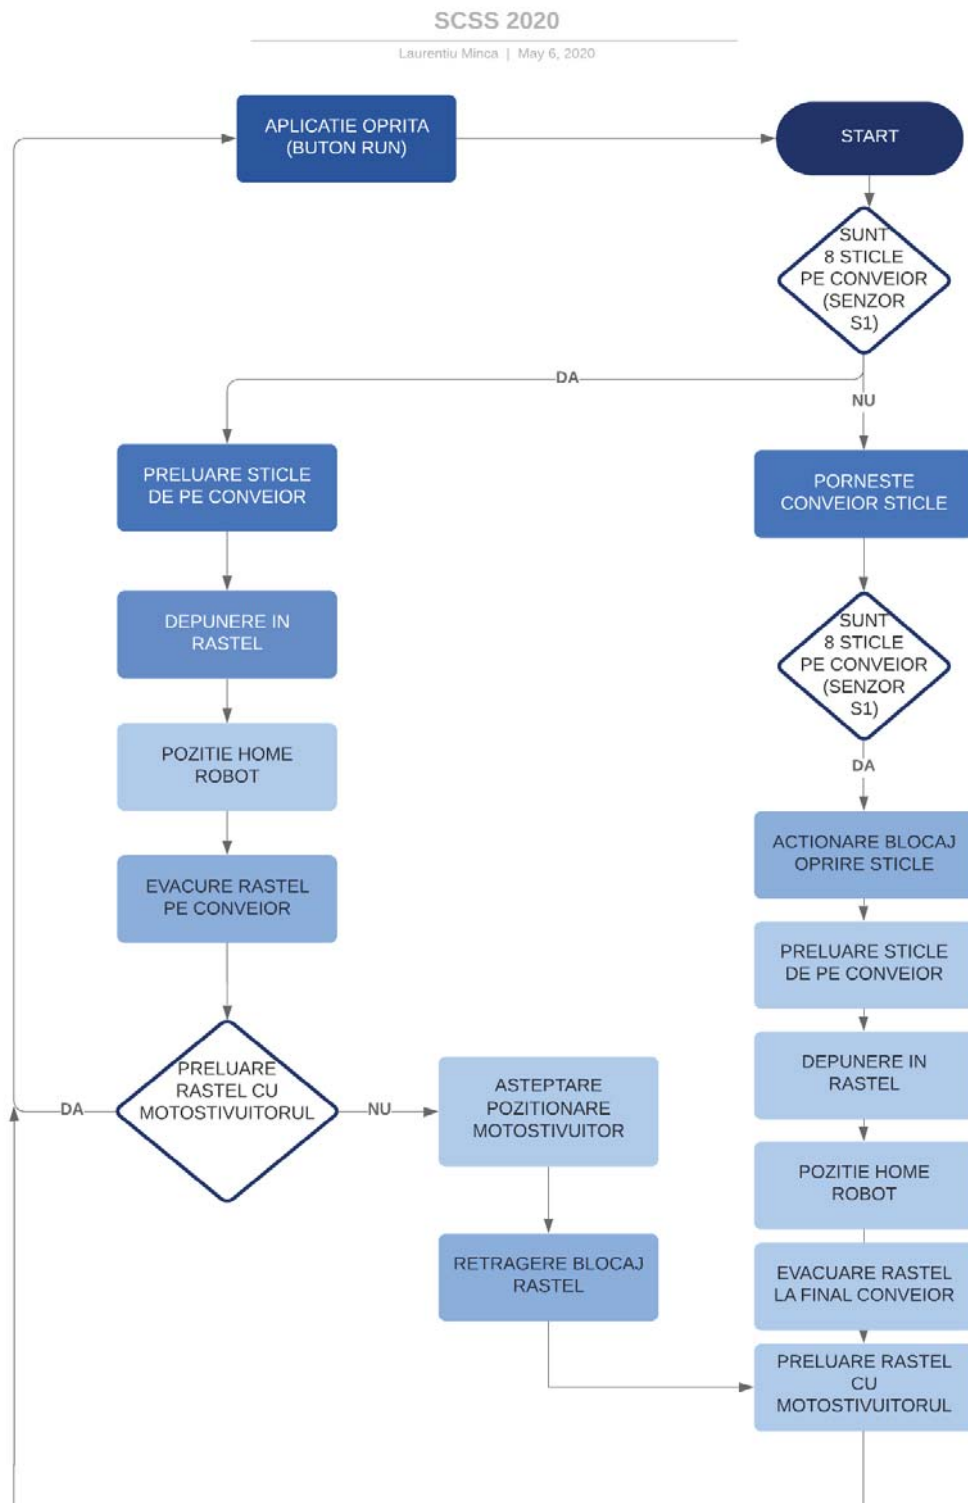 SCSS 2020
Laurentiu Minca | May 6, 2020
APLICATIE OPRITA
(BUTON RUN)
START
SUNT
8 STICLE
PE CONVEIOR
(SENZOR
S1)
DA
NU
PRELUARE STICLE
DE PE CONVEIOR
PORNESTE
CONVEIOR STICLE
DEPUNERE IN
RASTEL
SUNT
8 STICLE
PE CONVEIOR
(SENZOR
S1)
POZITIE HOME
ROBOT
DA
EVACURE RASTEL
PE CONVEIOR
ACTIONARE BLOCAJ
OPRIRE STICLE
PRELUARE STICLE
DE PE CONVEIOR
PRELUARE
RASTEL CU
MOTOSTIVUITORUL
DA
NU
ASTEPTARE
POZITIONARE
MOTOSTIVUITOR
DEPUNERE IN
RASTEL
POZITIE HOME
ROBOT
RETRAGERE BLOCAJ
RASTEL
EVACUARE RASTEL
LA FINAL CONVEIOR
PRELUARE RASTEL
CU
MOTOSTIVUITORUL